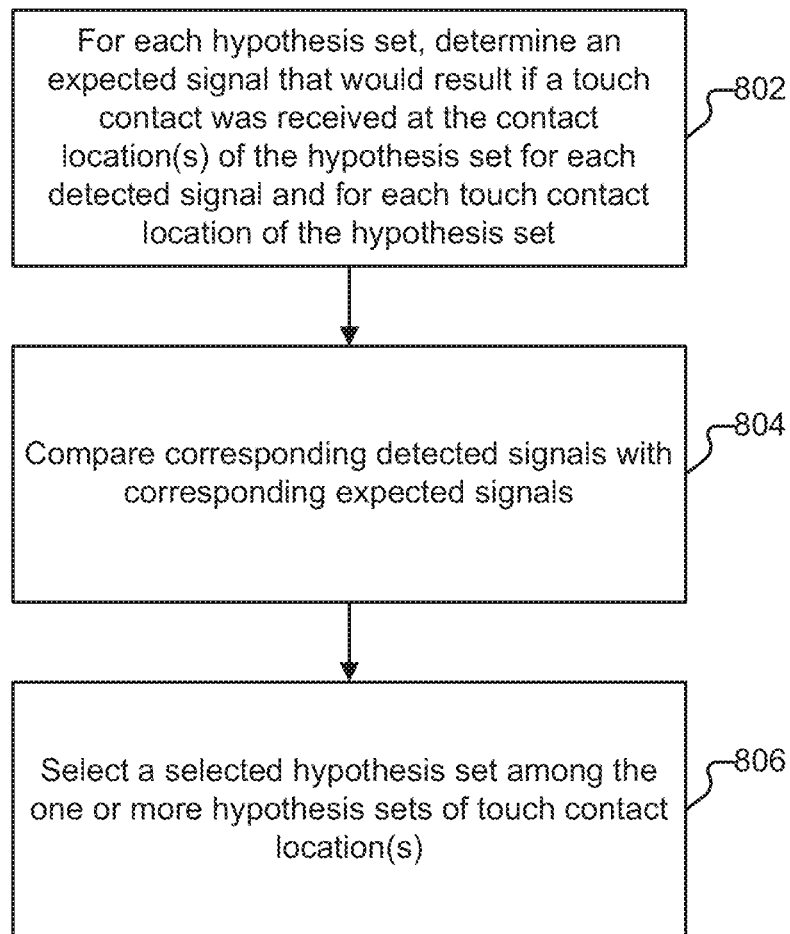 For each hypothesis set, determine an
expected signal that would result if a touch
contact was received at the contact
location(s) of the hypothesis set for each
detected signal and for each touch contact
location of the hypothesis set
802
Compare corresponding detected signals with
corresponding expected signals
804
Select a selected hypothesis set among the
one or more hypothesis sets of touch contact
location(s)
806